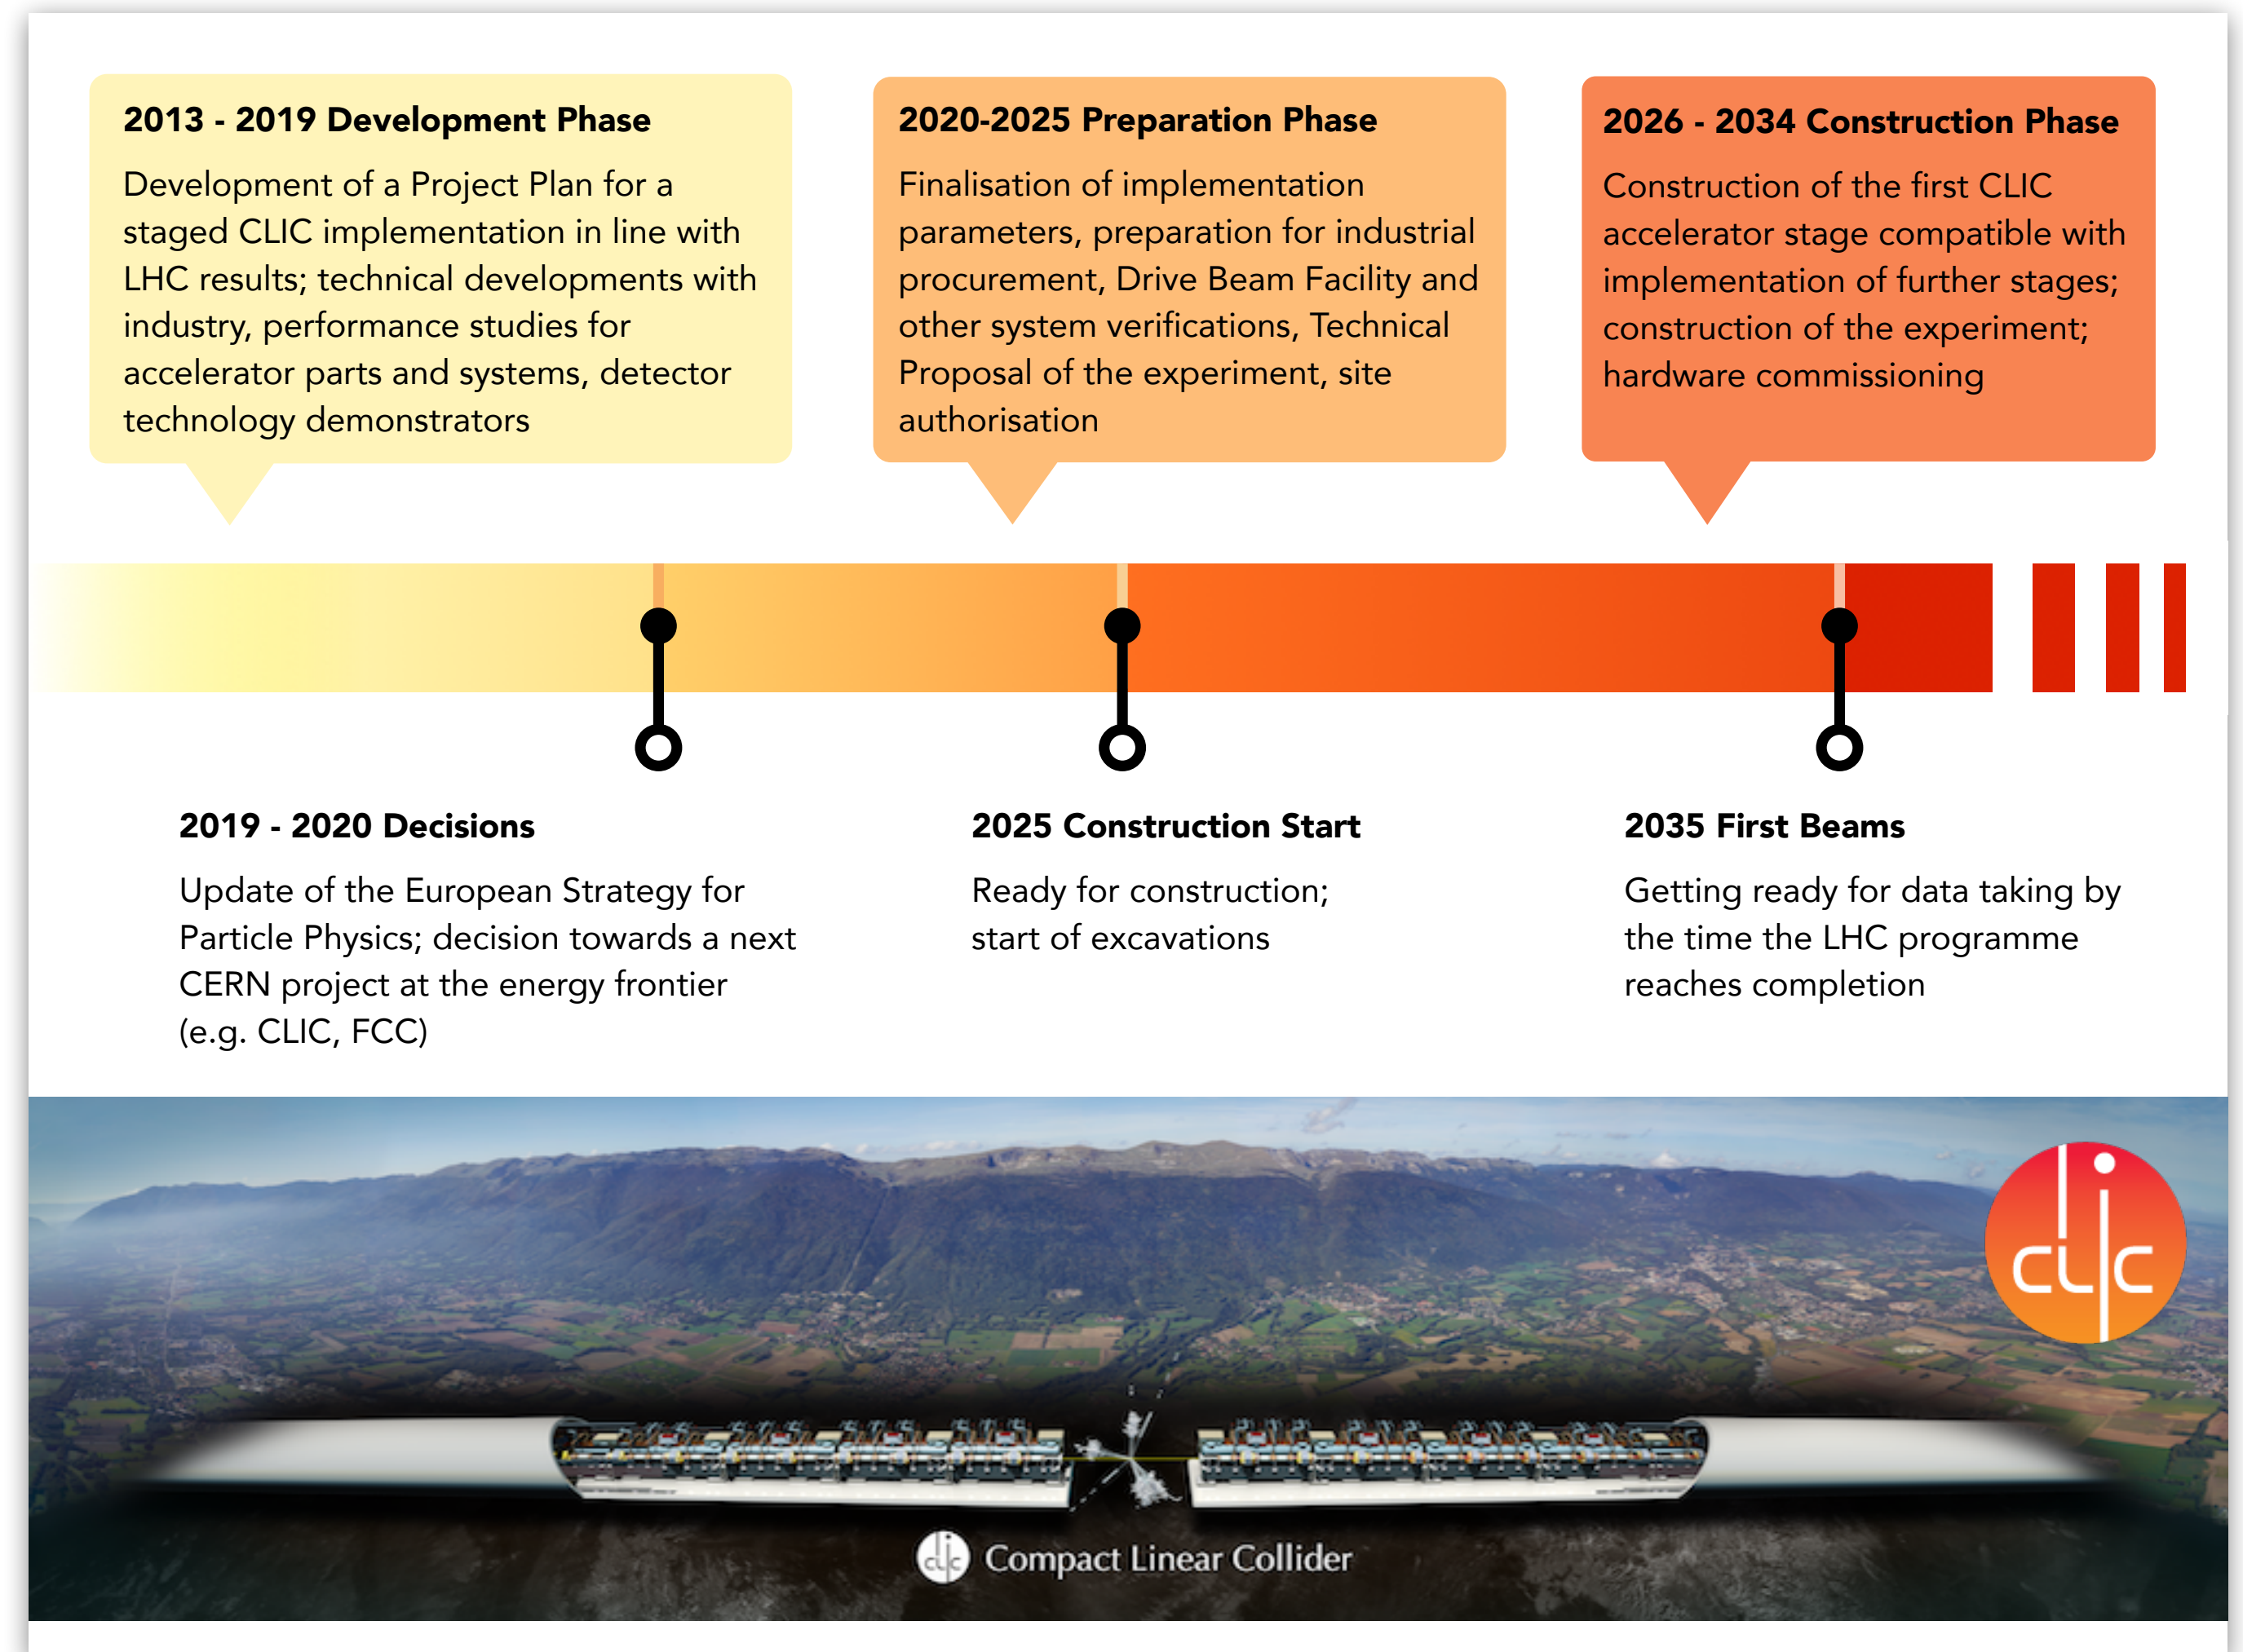 2013 - 2019 Development Phase
Development of a Project Plan for a
staged CLIC implementation in line with
LHC results; technical developments with
industry, performance studies for
accelerator parts and systems, detector
technology demonstrators
2020-2025 Preparation Phase
Finalisation of implementation
parameters, preparation for industrial
procurement, Drive Beam Facility and
other system verifications, Technical
Proposal of the experiment, site
authorisation
2026 - 2034 Construction Phase
Construction of the first CLIC
accelerator stage compatible with
implementation of further stages;
construction of the experiment;
hardware commissioning
2019 - 2020 Decisions
Update of the European Strategy for
Particle Physics; decision towards a next
CERN project at the energy frontier
(e.g. CLIC, FCC)
2025 Construction Start
Ready for construction;
start of excavations
2035 First Beams
Getting ready for data taking by
the time the LHC programme
reaches completion
clic
clic Compact Linear Collider